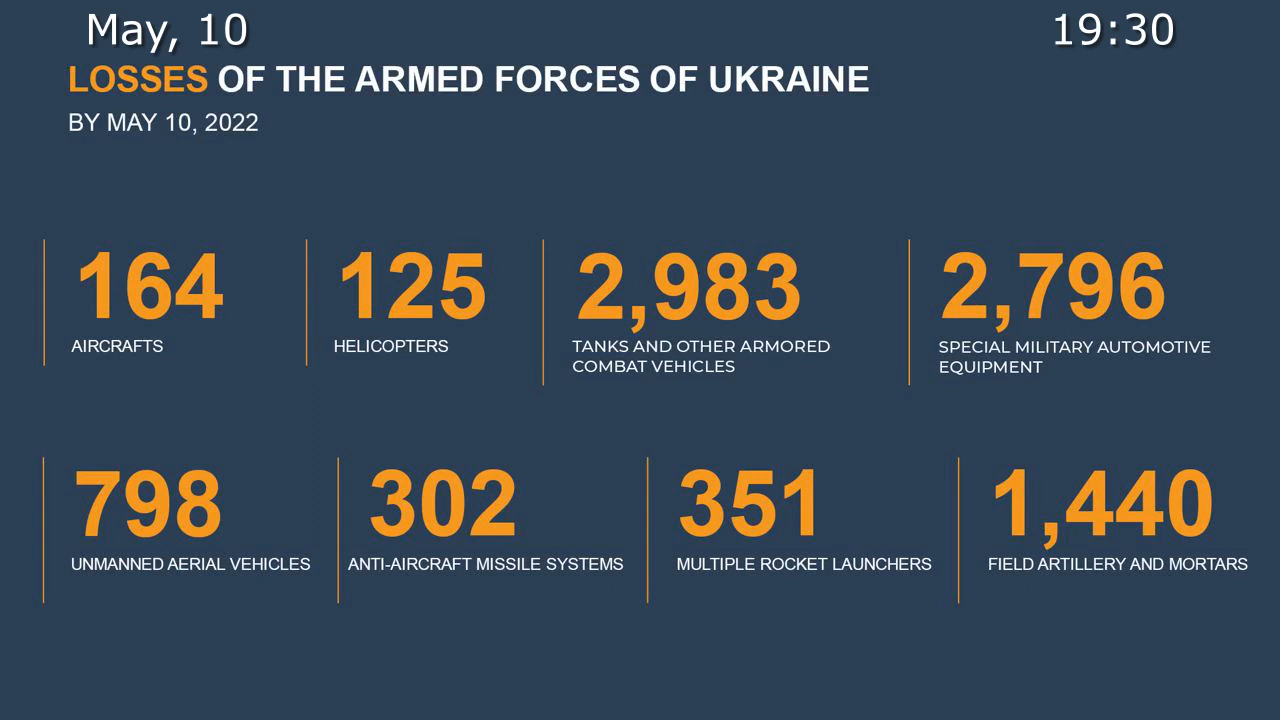 May, 10
19:30
LOSSES OF THE ARMED FORCES OF UKRAINE
BY MAY 10, 2022
164
AIRCRAFTS
125
HELICOPTERS
2,983
TANKS AND OTHER ARMORED
COMBAT VEHICLES
2,796
SPECIAL MILITARY AUTOMOTIVE
EQUIPMENT
798
UNMANNED AERIAL VEHICLES
302
ANTI-AIRCRAFT MISSILE SYSTEMS
351
MULTIPLE ROCKET LAUNCHERS
1,440
FIELD ARTILLERY AND MORTARS